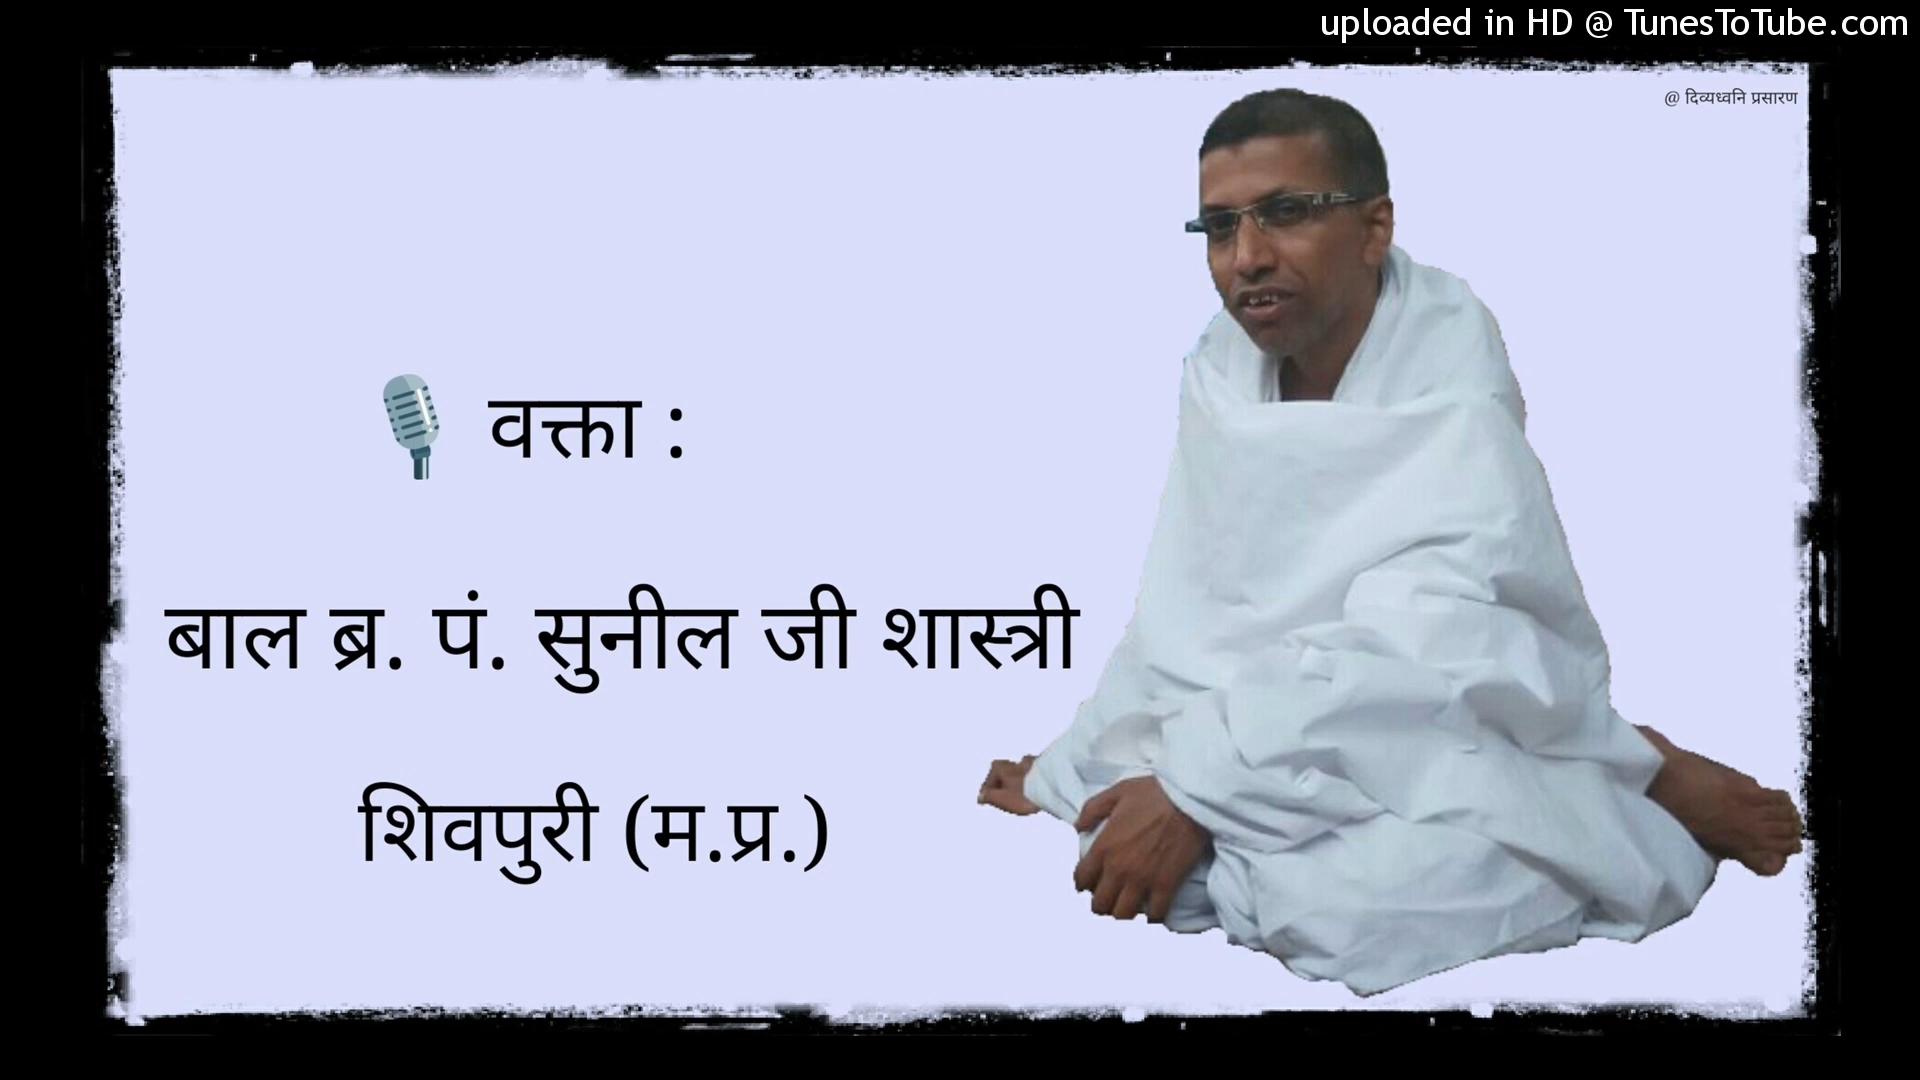 uploaded in HD @ TunesToTube.com
@ दिव्यध्वनि प्रसारण
वक्ता :
बाल ब्र. पं. सुनील जी शास्त्री
शिवपुरी (म.प्र.)